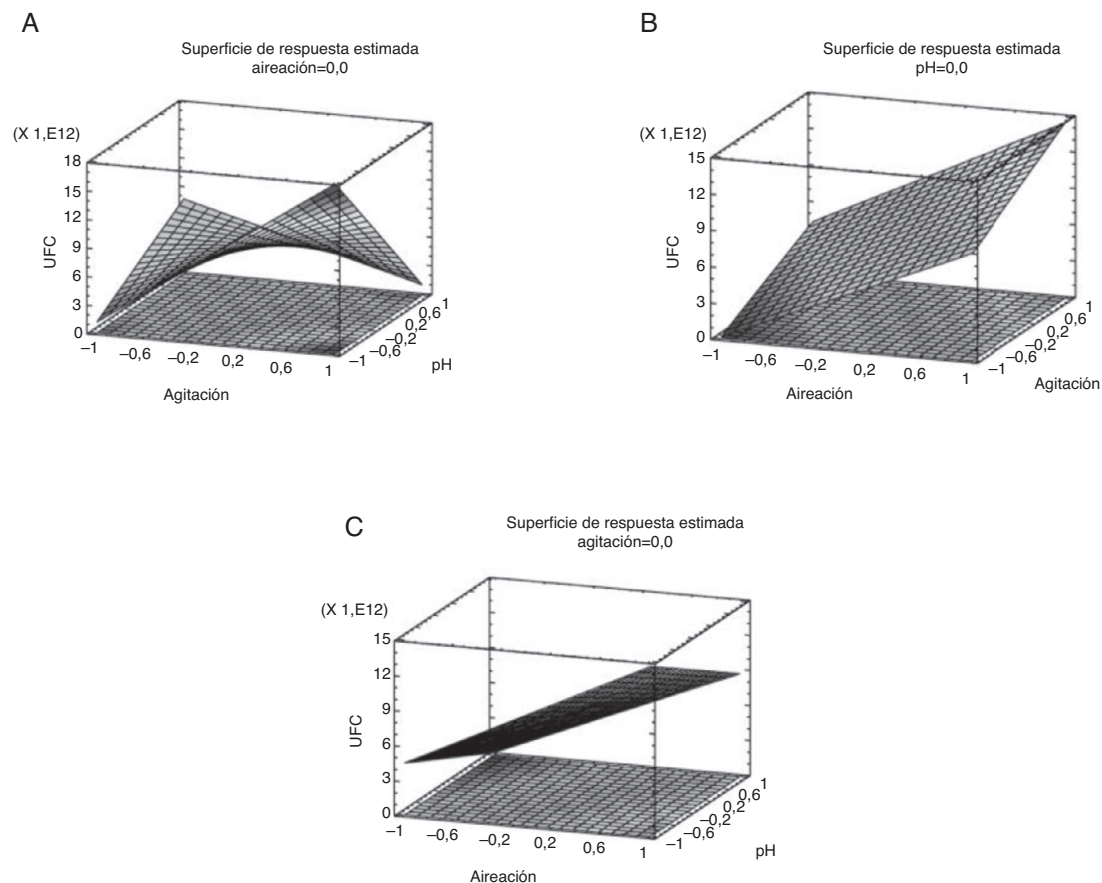 A
Superficie de respuesta estimada
aireación=0,0
(X 1,E12)
18
15
12
9
6
3
0
UFC
–1
–0,6
–0,2
0,2
0,6
1
Agitación
–1
–0,6
–0,2
0,2
0,6
1
pH
B
Superficie de respuesta estimada
pH=0,0
(X 1,E12)
15
12
9
6
3
0
UFC
–1
–0,6
–0,2
0,2
0,6
1
Aireación
–1
–0,6
–0,2
0,2
0,6
1
Agitación
C
Superficie de respuesta estimada
agitación=0,0
(X 1,E12)
15
12
9
6
3
0
UFC
–1
–0,6
–0,2
0,2
0,6
1
Aireación
–1
–0,6
–0,2
0,2
0,6
1
pH